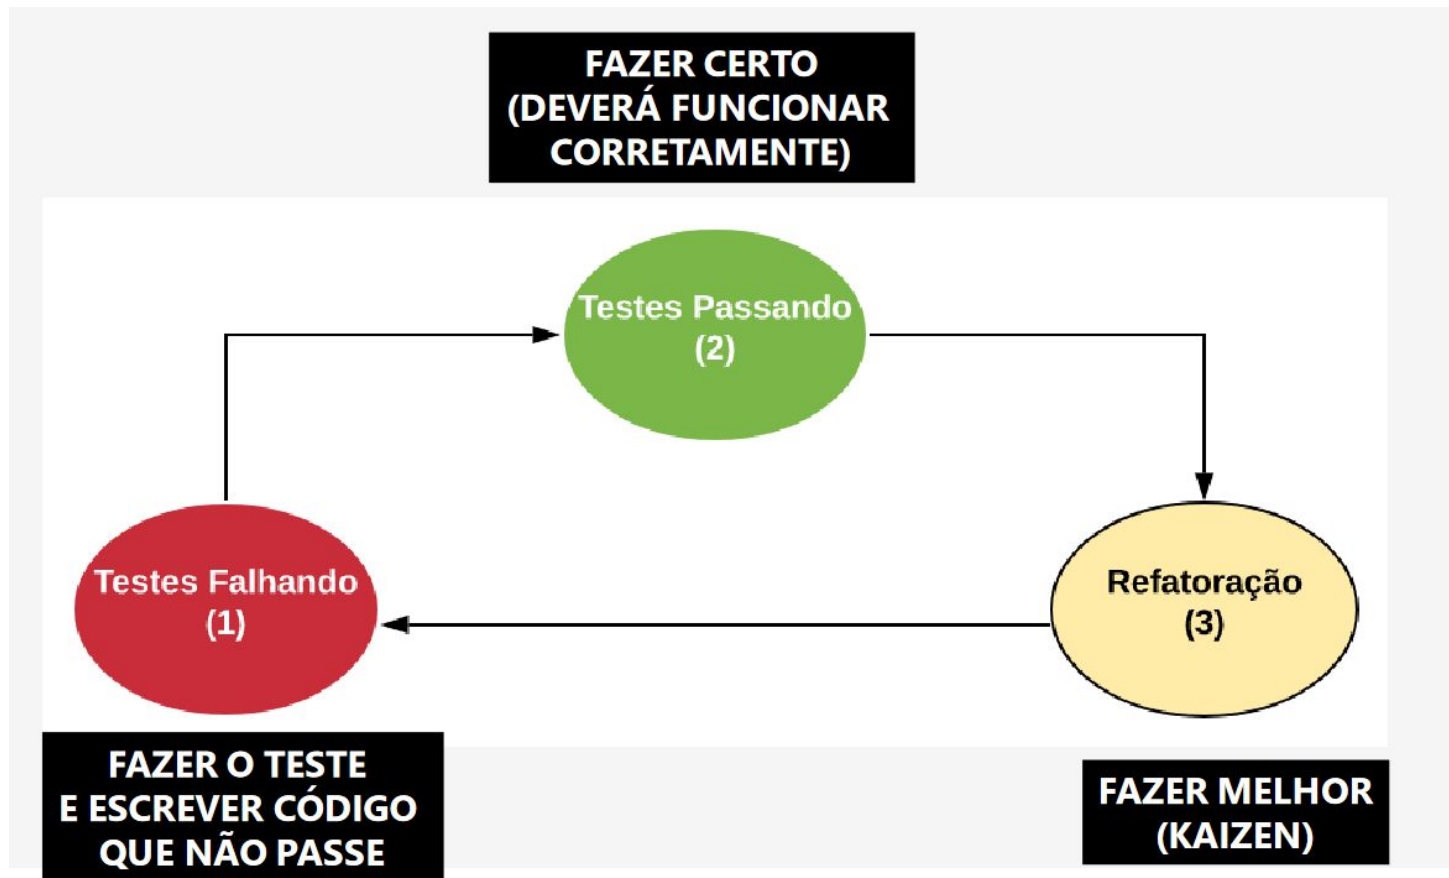 FAZER CERTO
(DEVERÁ FUNCIONAR
CORRETAMENTE)
Testes Passando
(2)
Testes Falhando
(1)
Refatoração
(3)
FAZER O TESTE
E ESCREVER CÓDIGO
QUE NÃO PASSE
FAZER MELHOR
(KAIZEN)